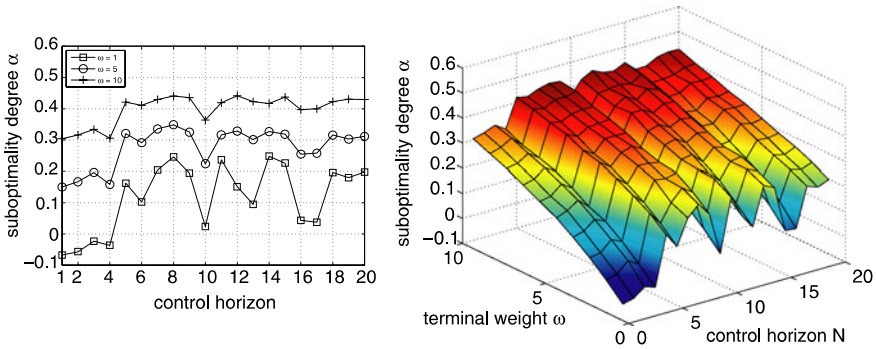 suboptimality degree α
0.6
0.5
0.4
0.3
0.2
0.1
0
−0.1
ω = 1
ω = 5
ω = 10
1 2 4 6 8 10 12 14 16 18 20
control horizon
suboptimality degree α
0.6
0.5
0.4
0.3
0.2
0.1
0
−0.1
10
5
0
terminal weight ω
0
5
10
15
20
control horizon N